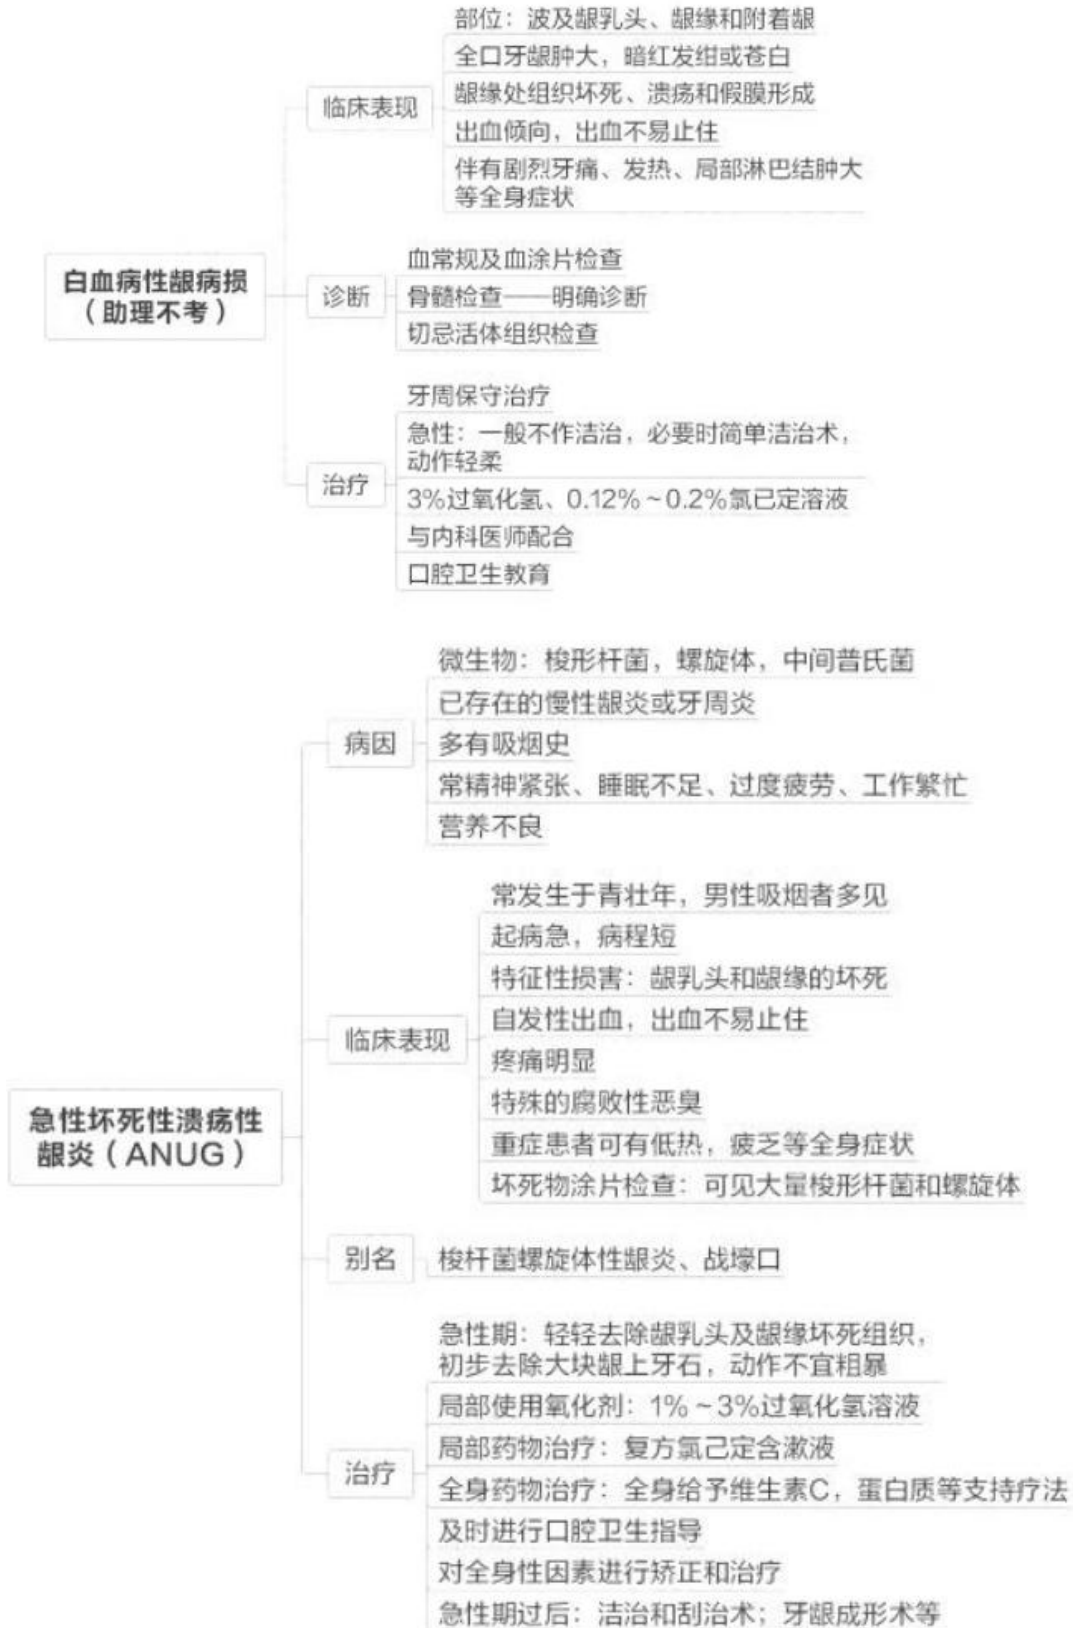 部位：波及龈乳头、龈缘和附着龈
全口牙龈肿大，暗红发绀或苍白
临床表现
龈缘处组织坏死、溃疡和假膜形成
出血倾向，出血不易止住
伴有剧烈牙痛、发热、局部淋巴结肿大
等全身症状
白血病性龈病损
（助理不考）
血常规及血涂片检查
诊断
骨髓检查——明确诊断
切忌活体组织检查
牙周保守治疗
急性：一般不作洁治，必要时简单洁治术，
动作轻柔
治疗
3%过氧化氢、0.12%～0.2%氯已定溶液
与内科医师配合
口腔卫生教育
微生物：梭形杆菌，螺旋体，中间普氏菌
已存在的慢性龈炎或牙周炎
病因
多有吸烟史
常精神紧张、睡眠不足、过度疲劳、工作繁忙
营养不良
常发生于青壮年，男性吸烟者多见
起病急，病程短
特征性损害：龈乳头和龈缘的坏死
自发性出血，出血不易止住
临床表现
疼痛明显
特殊的腐败性恶臭
重症患者可有低热，疲乏等全身症状
坏死物涂片检查：可见大量梭形杆菌和螺旋体
急性坏死性溃疡性
龈炎（ANUG）
别名
梭杆菌螺旋体性龈炎、战壕口
急性期：轻轻去除龈乳头及龈缘坏死组织，
初步去除大块龈上牙石，动作不宜粗暴
局部使用氧化剂：1%～3%过氧化氢溶液
局部药物治疗：复方氯己定含漱液
治疗
全身药物治疗：全身给予维生素C，蛋白质等支持疗法
及时进行口腔卫生指导
对全身性因素进行矫正和治疗
急性期过后：洁治和刮治术；牙龈成形术等